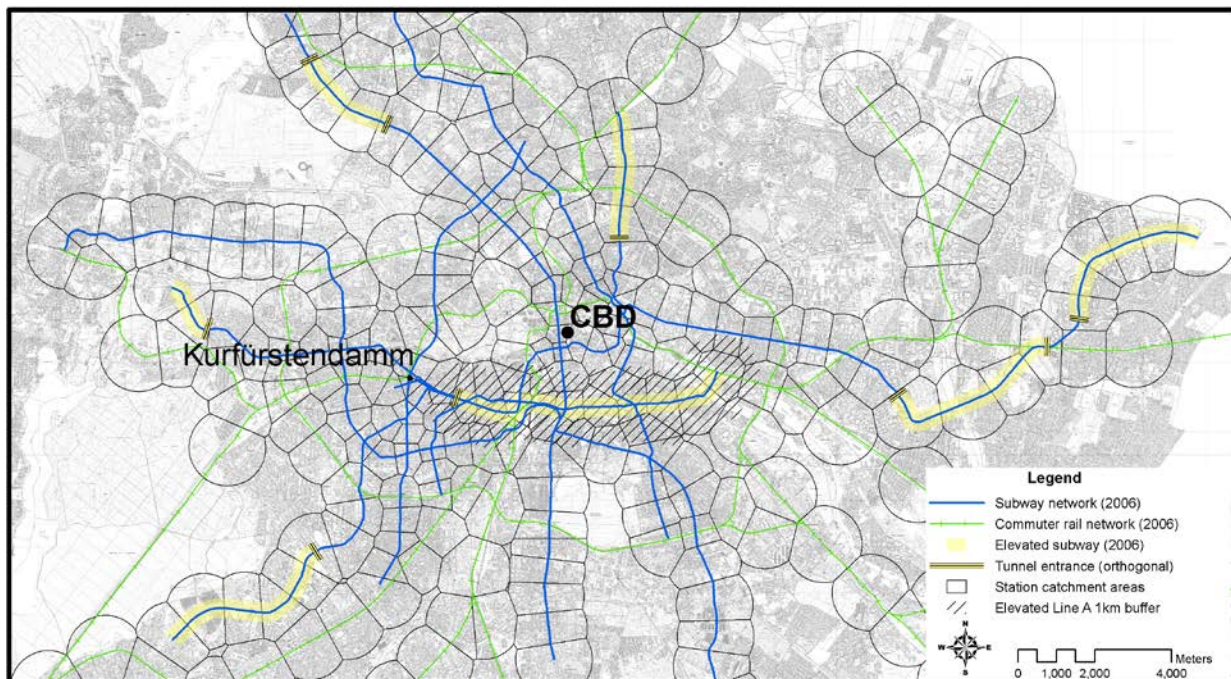 CBD
Kurfürstendamm
Legend
Subway network (2006)
Commuter rail network (2006)
Elevated subway (2006)
Tunnel entrance (orthogonal)
Station catchment areas
Elevated Line A 1km buffer
N
W E
S
Meters
0 1,000 2,000 4,000